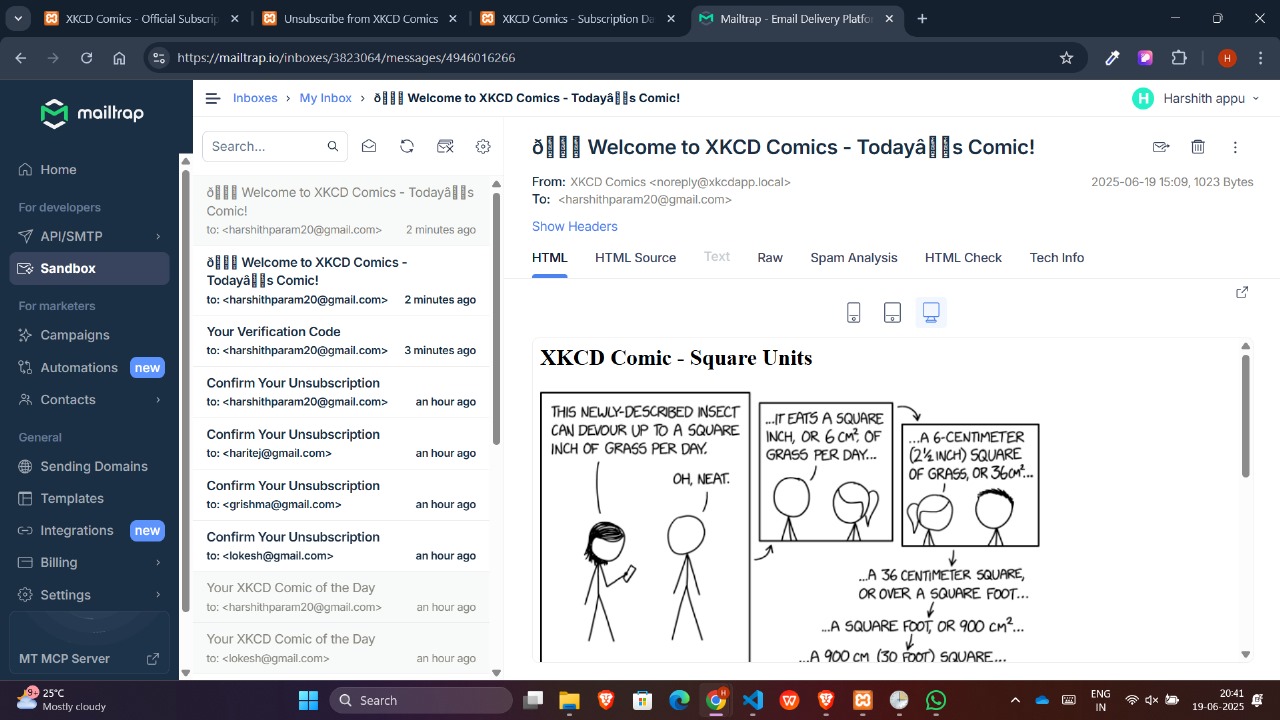 XKCD Comics - Official Subscrip
Unsubscribe from XKCD Comics
XKCD Comics - Subscription Da
Mailtrap - Email Delivery Platfo
https://mailtrap.io/inboxes/3823064/messages/4946016266
H
mailtrap
Home
For developers
API/SMTP
Sandbox
For marketers
Campaigns
Automations new
Contacts
General
Sending Domains
Templates
Integrations new
Billing
Settings
MT MCP Server
Inboxes › My Inbox › ð Welcome to XKCD Comics - Todayâs Comic!
H Harshith appu
Search...
ð Welcome to XKCD Comics - Todayâs
Comic!
to: <harshithparam20@gmail.com> 2 minutes ago
ð Welcome to XKCD Comics -
Todayâs Comic!
to: <harshithparam20@gmail.com> 2 minutes ago
Your Verification Code
to: <harshithparam20@gmail.com> 3 minutes ago
Confirm Your Unsubscription
to: <harshithparam20@gmail.com> an hour ago
Confirm Your Unsubscription
to: <haritej@gmail.com> an hour ago
Confirm Your Unsubscription
to: <grishma@gmail.com> an hour ago
Confirm Your Unsubscription
to: <lokesh@gmail.com> an hour ago
Your XKCD Comic of the Day
to: <harshithparam20@gmail.com> an hour ago
Your XKCD Comic of the Day
to: <lokesh@gmail.com> an hour ago
ð Welcome to XKCD Comics - Todayâs Comic!
From: XKCD Comics <noreply@xkcdapp.local>
2025-06-19 15:09, 1023 Bytes
To: <harshithparam20@gmail.com>
Show Headers
HTML HTML Source Text Raw Spam Analysis HTML Check Tech Info
XKCD Comic - Square Units
THIS NEWLY-DESCRIBED INSECT
CAN DEVOUR UP TO A SQUARE
INCH OF GRASS PER DAY.
OH, NEAT.
...IT EATS A SQUARE
INCH, OR 6 CM², OF
GRASS PER DAY...
...A 6-CENTIMETER
(2½ INCH) SQUARE
OF GRASS, OR 36CM²...
...A 36 CENTIMETER SQUARE,
OR OVER A SQUARE FOOT...
...A SQUARE FOOT, OR 900 CM²...
...A 900 CM (30 FOOT) SQUARE...
9+
25°C
Mostly cloudy
Search
ENG
IN
20:41
19-06-2025